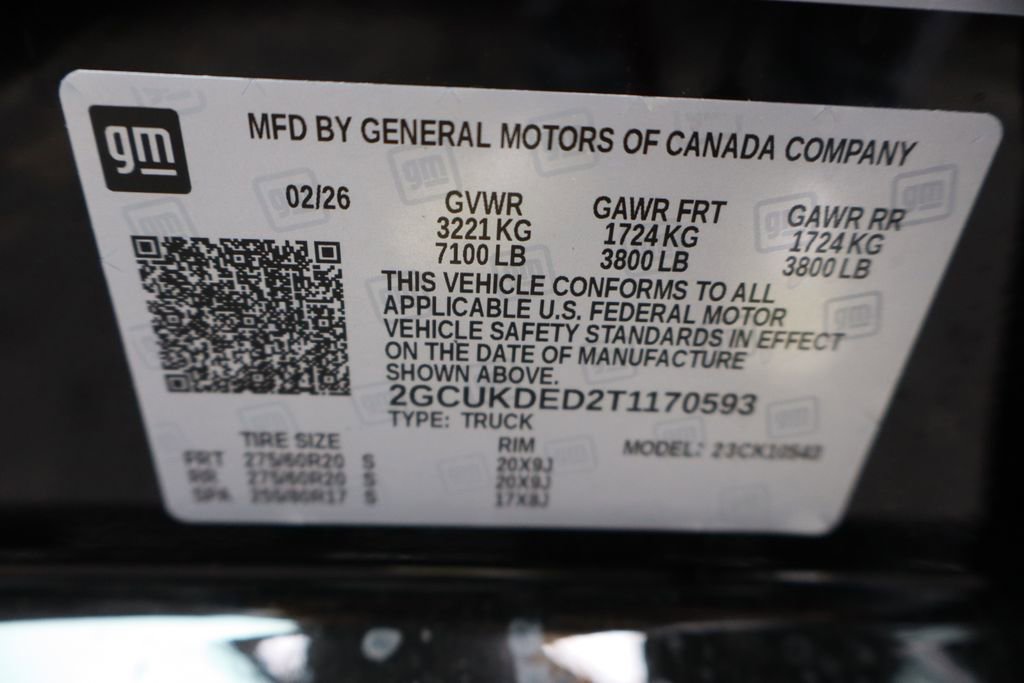 gm
MFD BY GENERAL MOTORS OF CANADA COMPANY
02/26
GVWR GAWR FRT GAWR RR
3221 KG 1724 KG 1724 KG
7100 LB 3800 LB 3800 LB
THIS VEHICLE CONFORMS TO ALL
APPLICABLE U.S. FEDERAL MOTOR
VEHICLE SAFETY STANDARDS IN EFFECT
ON THE DATE OF MANUFACTURE
SHOWN ABOVE.
2GCUKDED2T1170593
TYPE: TRUCK
TIRE SIZE RIM MODEL: 23CK10543
FRT 275/60R20 S 20X9J
RR 275/60R20 S 20X9J
SPA 255/80R17 S 17X8J